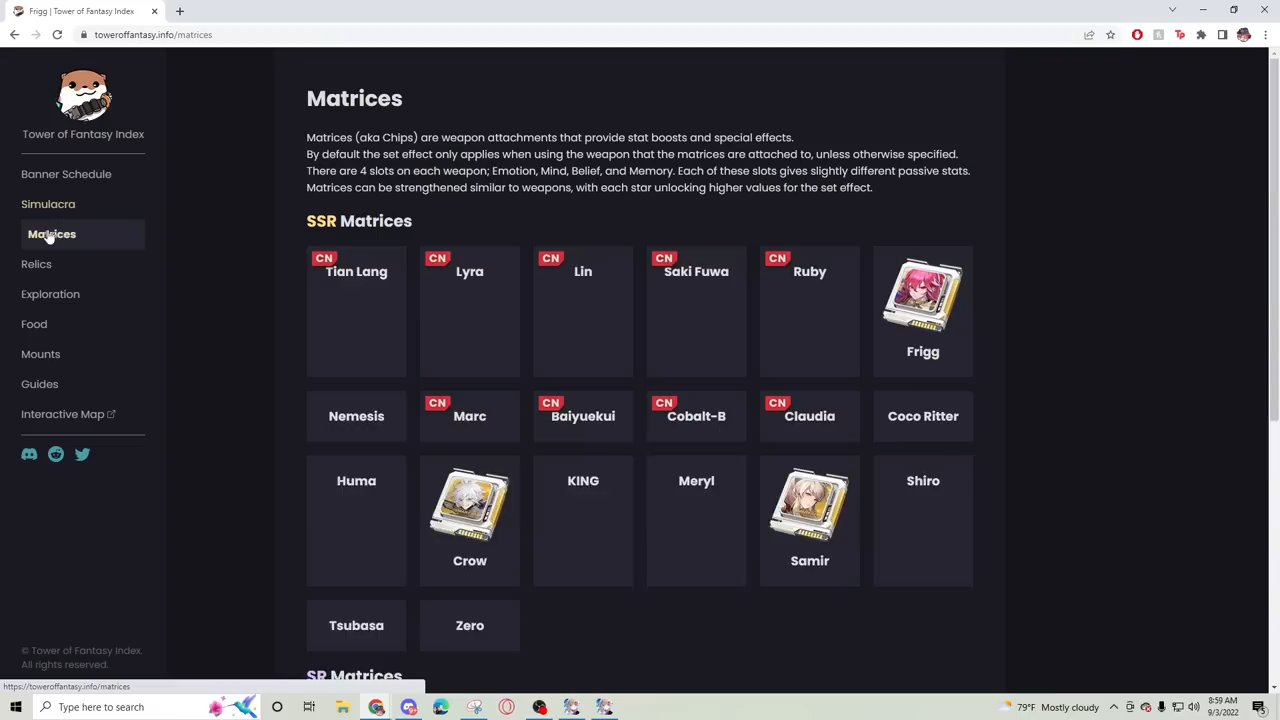 Frigg | Tower of Fantasy Index
toweroffantasy.info/matrices
Tower of Fantasy Index
Banner Schedule
Simulacra
Matrices
Relics
Exploration
Food
Mounts
Guides
Interactive Map
© Tower of Fantasy Index.
All rights reserved.
https://toweroffantasy.info/matrices
Matrices
Matrices (aka Chips) are weapon attachments that provide stat boosts and special effects.
By default the set effect only applies when using the weapon that the matrices are attached to, unless otherwise specified.
There are 4 slots on each weapon; Emotion, Mind, Belief, and Memory. Each of these slots gives slightly different passive stats.
Matrices can be strengthened similar to weapons, with each star unlocking higher values for the set effect.
SSR Matrices
CN CN CN CN CN
Tian Lang Lyra Lin Saki Fuwa Ruby
Frigg
CN CN CN CN
Nemesis Marc Baiyuekui Cobalt-B Claudia Coco Ritter
Huma KING Meryl Shiro
Crow Samir
Tsubasa Zero
SR Matrices
Type here to search
79°F Mostly cloudy
8:59 AM
9/3/2022